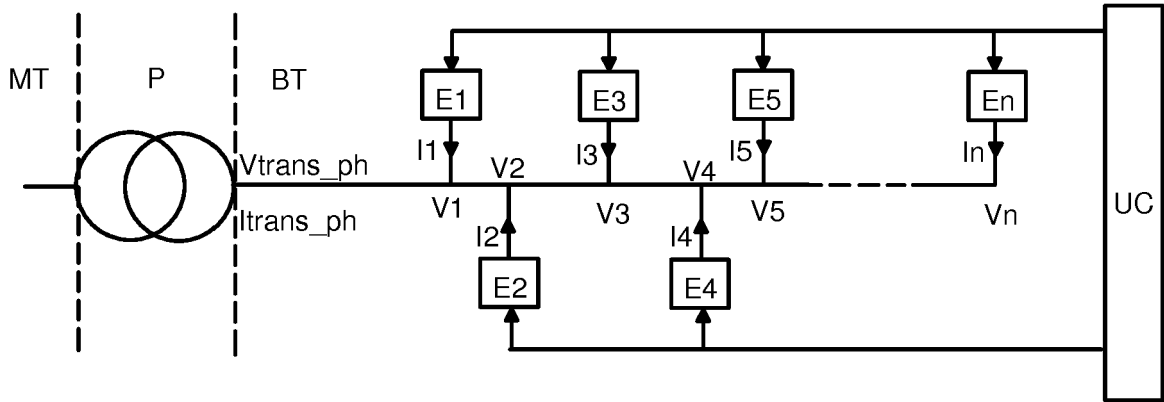 MT
P
BT
E1
E3
E5
En
I1
I3
I5
In
Vtrans_ph
V2
V4
V1
V3
V5
Vn
UC
Itrans_ph
I2
I4
E2
E4